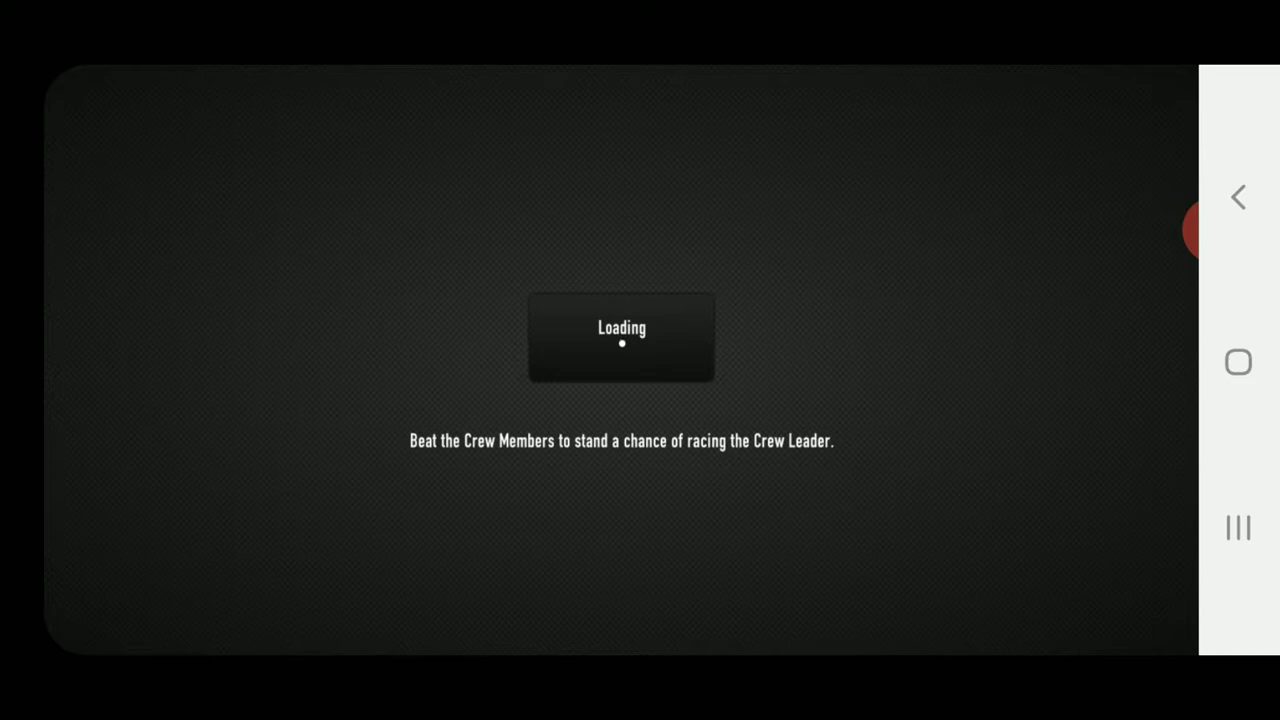 Loading
Beat the Crew Members to stand a chance of racing the Crew Leader.